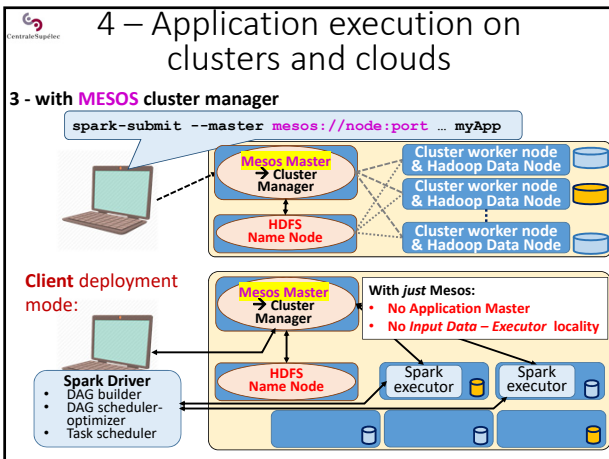 CentraleSupélec
4 – Application execution on
clusters and clouds
3 - with MESOS cluster manager
spark-submit --master mesos://node:port … myApp
Mesos Master
→ Cluster
Manager
HDFS
Name Node
Cluster worker node
& Hadoop Data Node
Cluster worker node
& Hadoop Data Node
Cluster worker node
& Hadoop Data Node
Client deployment
mode:
Mesos Master
→ Cluster
Manager
HDFS
Name Node
With just Mesos:
• No Application Master
• No Input Data – Executor locality
Spark
executor
Spark
executor
Spark Driver
• DAG builder
• DAG scheduler-
optimizer
• Task scheduler